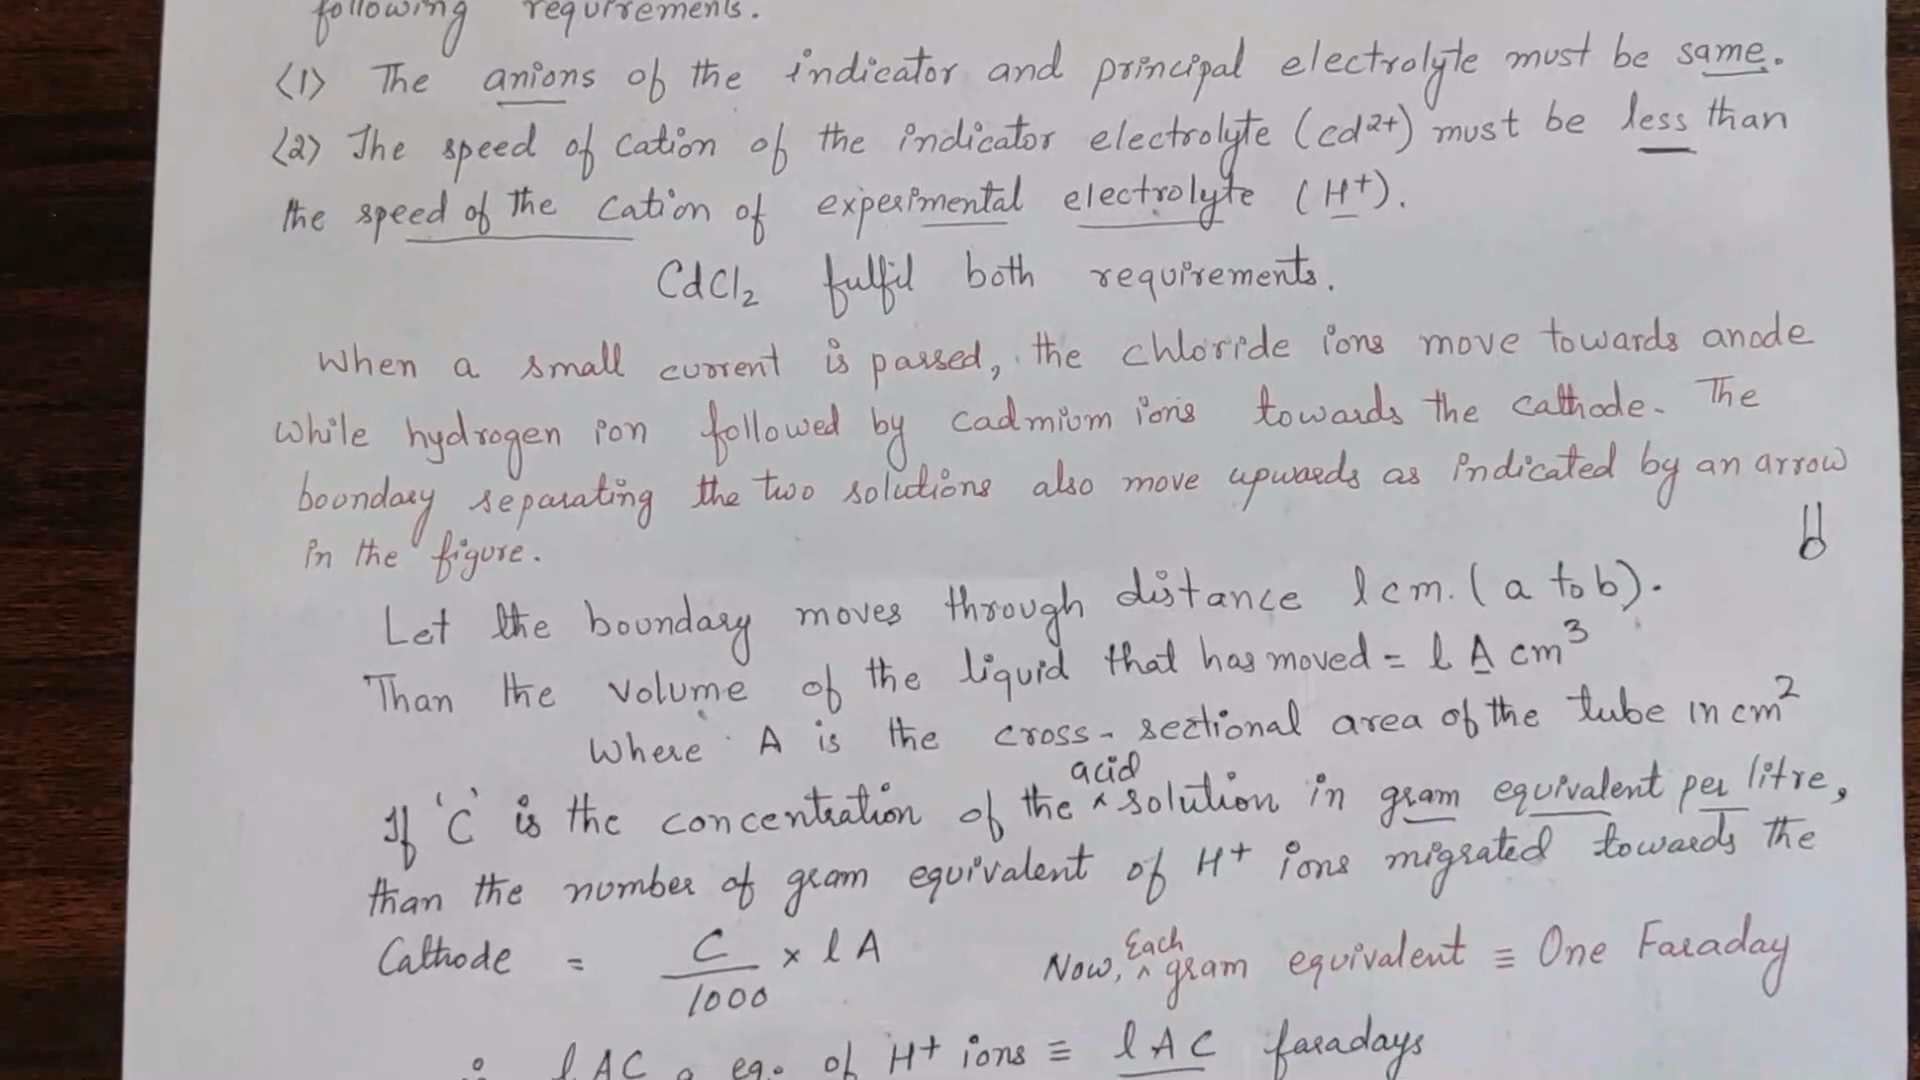 following requirements.
(1) The anions of the indicator and principal electrolyte must be same.
(2) The speed of cation of the indicator electrolyte (cd2+) must be less than
the speed of the cation of experimental electrolyte (H+).
CdCl2 fulfil both requirements.
When a small current is passed, the chloride ions move towards anode
while hydrogen ion followed by cadmium ions towards the cathode. The
boundary separating the two solutions also move upwards as indicated by an arrow
in the figure.
Let the boundary moves through distance l cm. (a to b).
Than the volume of the liquid that has moved = l A cm3
Where A is the cross-sectional area of the tube in cm2
If 'C' is the concentration of the ^acid solution in gram equivalent per litre,
than the number of gram equivalent of H+ ions migrated towards the
Cathode = C/1000 × l A Now, ^Each gram equivalent ≡ One Faraday
l A C g eq. of H+ ions ≡ l A C faradays